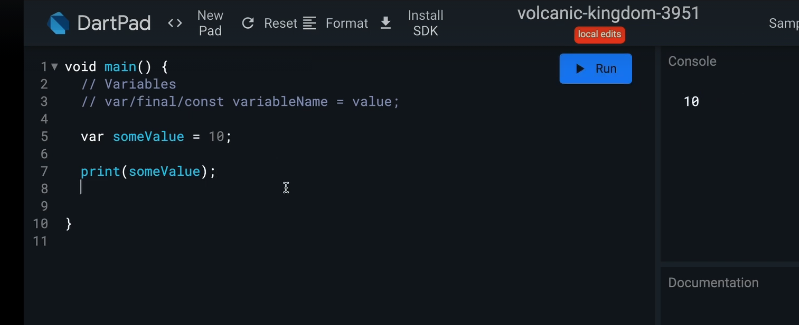 DartPad <> New Pad Reset Format Install SDK volcanic-kingdom-3951
local edits
Console
Run
10
1 void main() {
2 // Variables
3 // var/final/const variableName = value;
4
5 var someValue = 10;
6
7 print(someValue);
8
9
10 }
11
Documentation